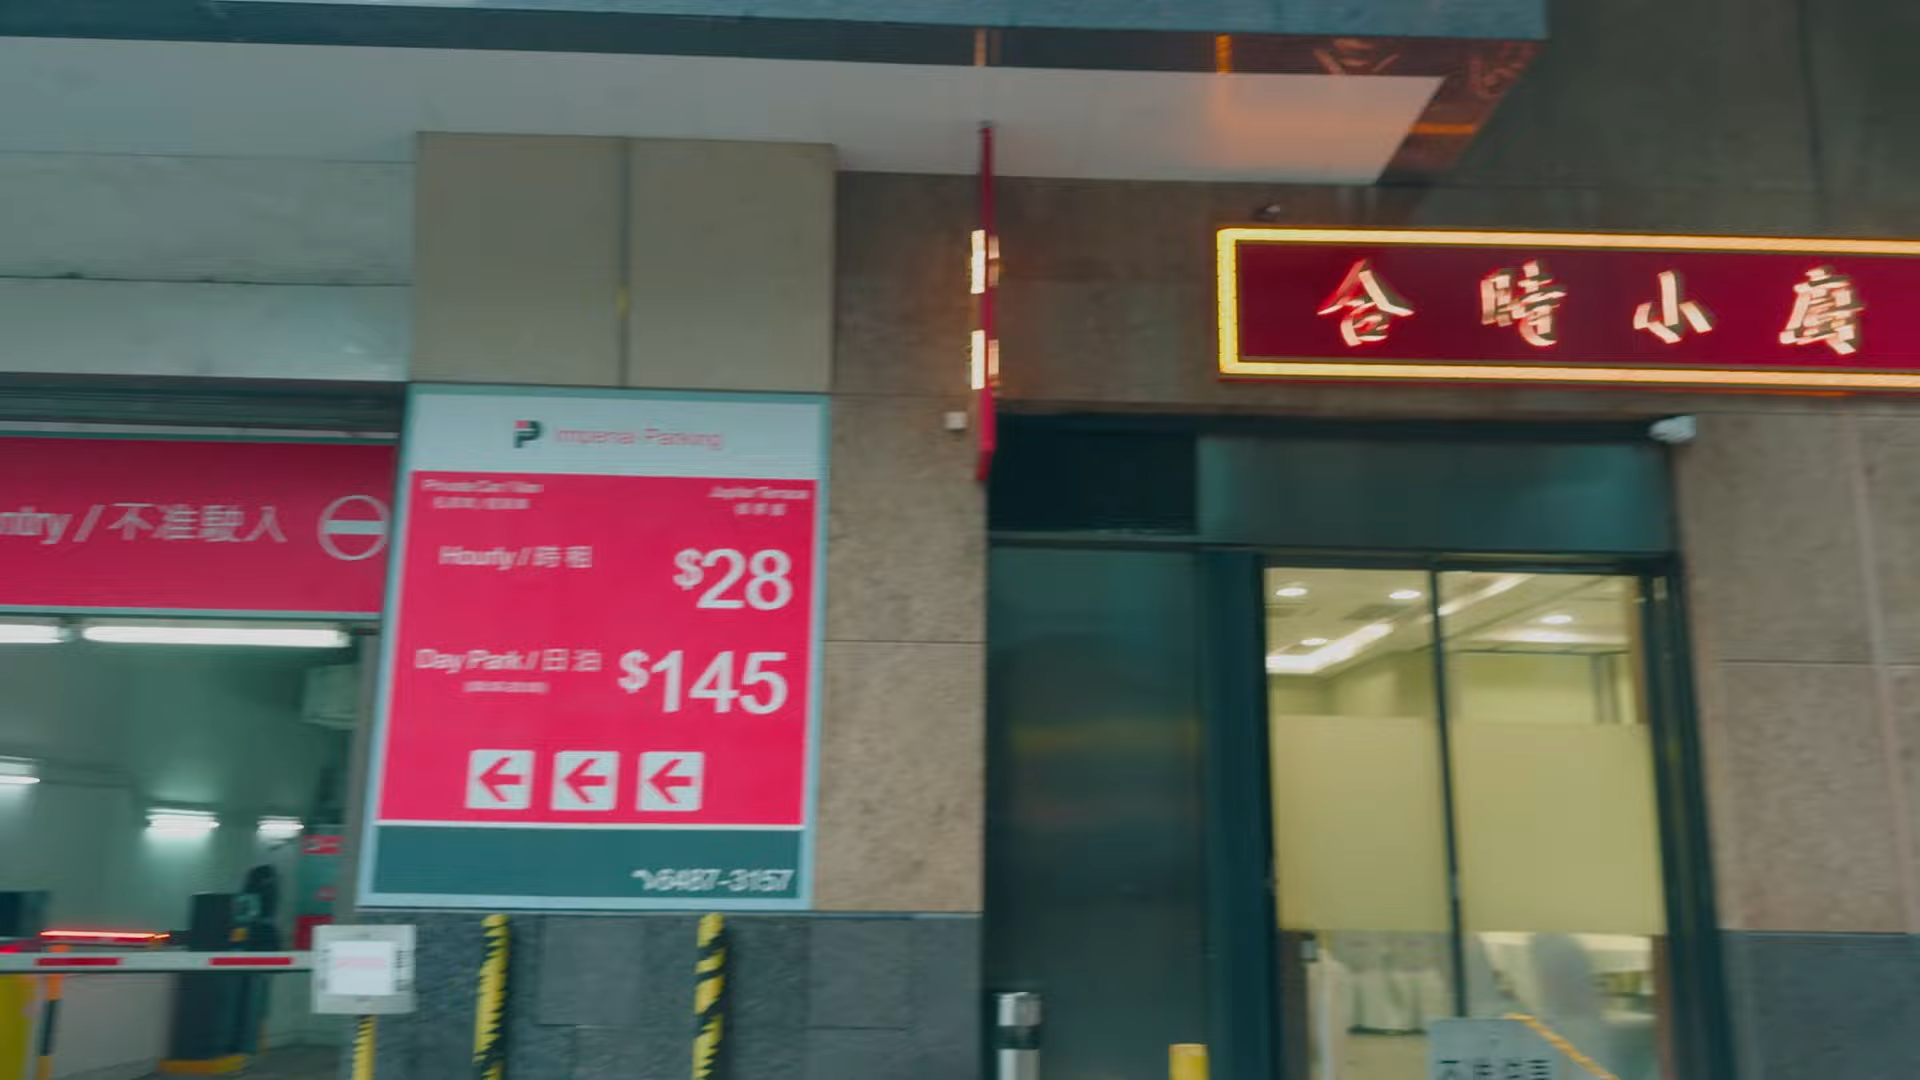 ntry / 不准駛入
Imperial Parking
Hourly / 時租
$28
Day Park / 日泊
$145
6487-3157
合時小廚